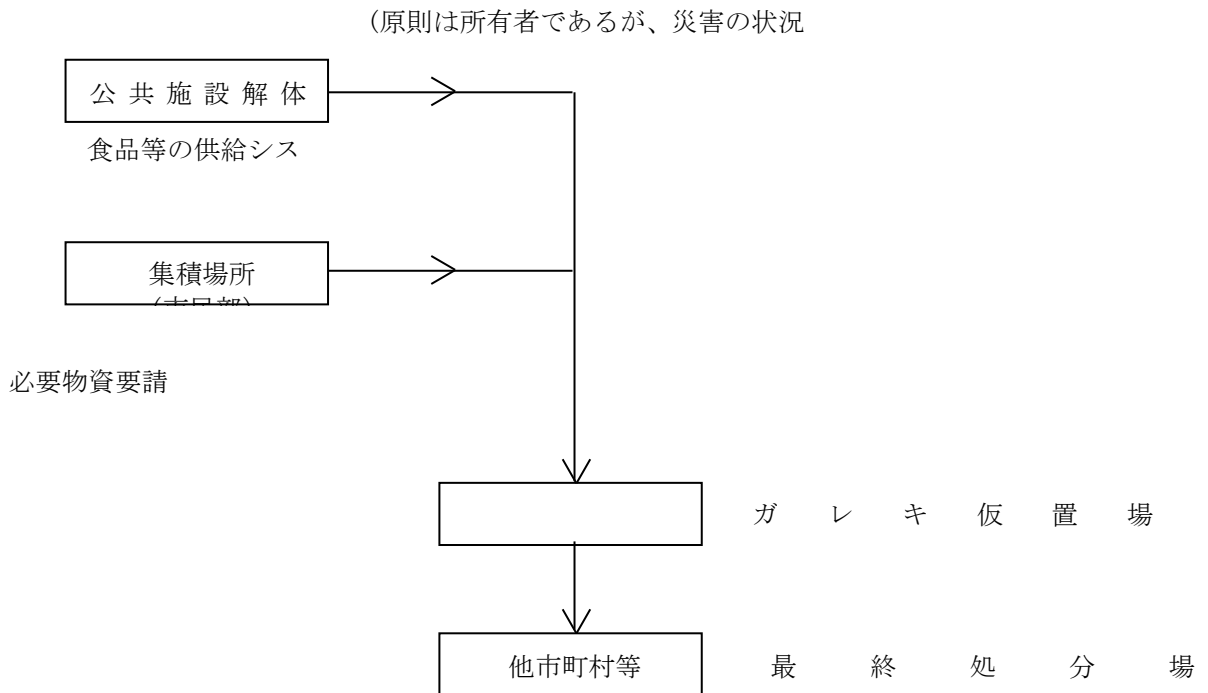 (原則は所有者であるが、災害の状況
公共施設解体
食品等の供給シス
集積場所
必要物資要請
ガレキ仮置場
他市町村等
最終処分場